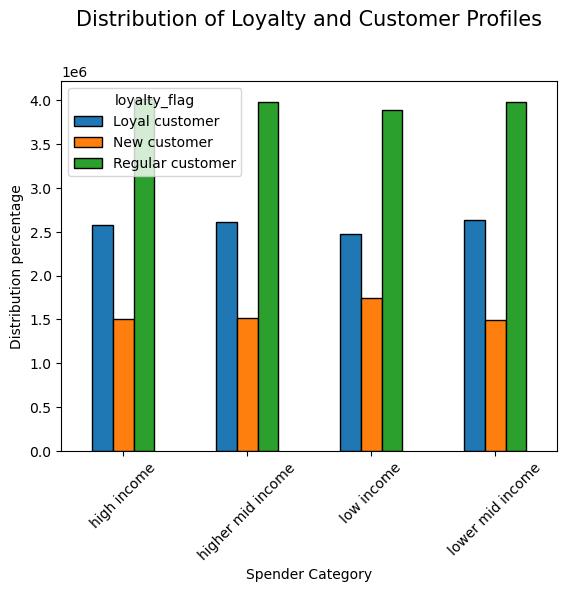 Distribution of Loyalty and Customer Profiles
1e6
loyalty_flag
Loyal customer
New customer
Regular customer
4.0
3.5
3.0
2.5
2.0
1.5
1.0
0.5
0.0
Distribution percentage
high income
higher mid income
low income
lower mid income
Spender Category